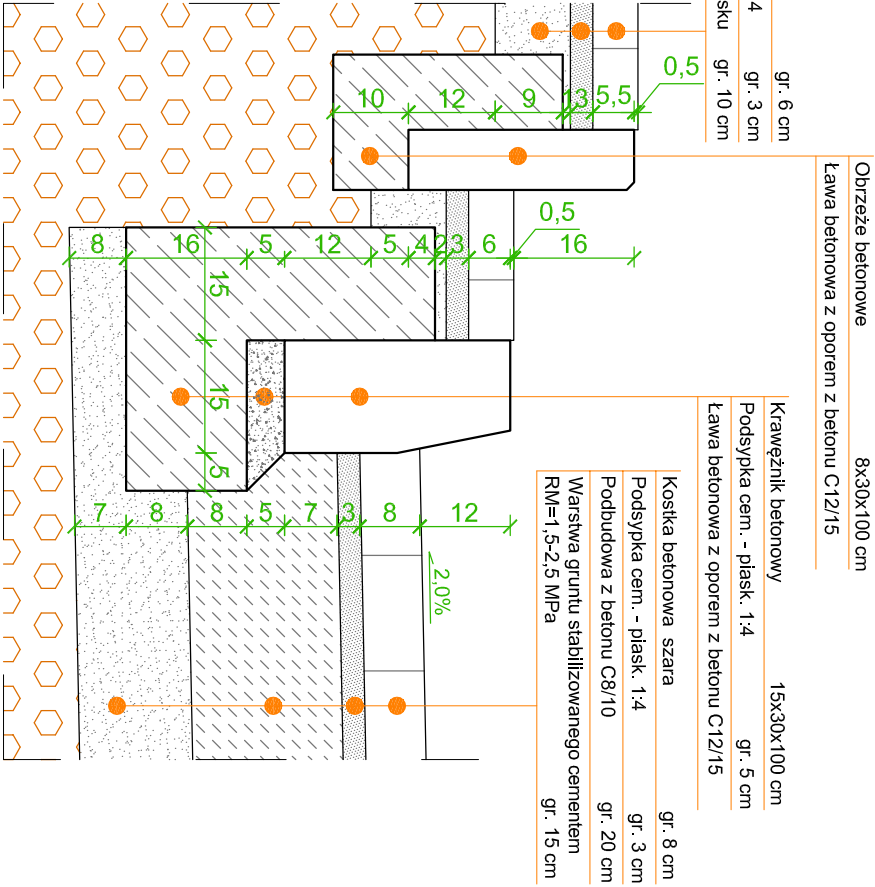 gr. 6 cm
4 gr. 3 cm
sku gr. 10 cm
Obrzeże betonowe 8x30x100 cm
Ława betonowa z oporem z betonu C12/15
Krawężnik betonowy 15x30x100 cm
Podsypka cem. - piask. 1:4 gr. 5 cm
Ława betonowa z oporem z betonu C12/15
Kostka betonowa szara gr. 8 cm
Podsypka cem. - piask. 1:4 gr. 3 cm
Podbudowa z betonu C8/10 gr. 20 cm
Warstwa gruntu stabilizowanego cementem
RM=1,5-2,5 MPa gr. 15 cm
0,5
10 12 9 1 3 5,5
0,5
8 16 5 12 5 4 2 3 6 16
15
15
5
7 8 8 5 7 3 8 12
2,0%